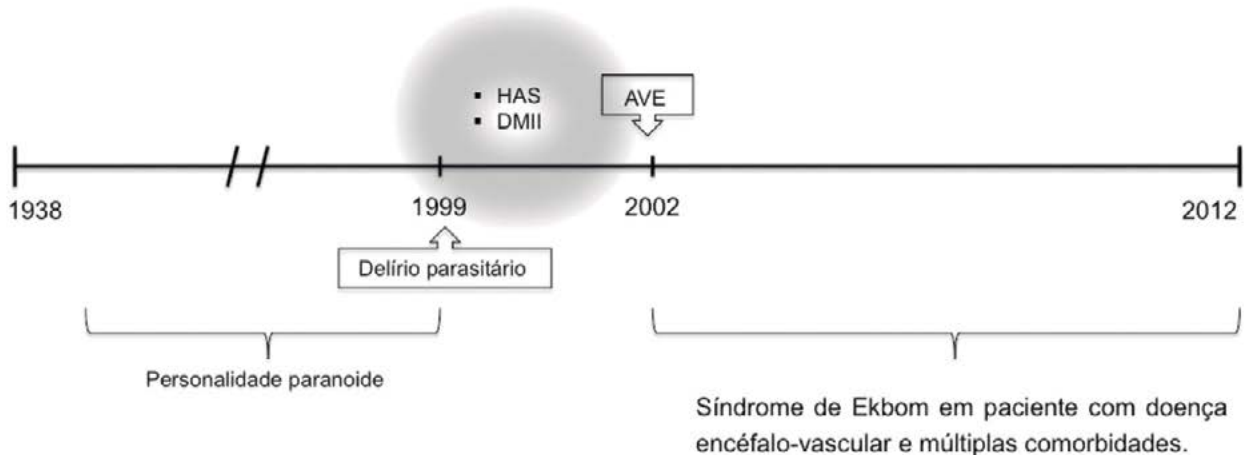 HAS
DMII
AVE
1938
1999
2002
2012
Delírio parasitário
Personalidade paranoide
Síndrome de Ekbom em paciente com doença
encéfalo-vascular e múltiplas comorbidades.